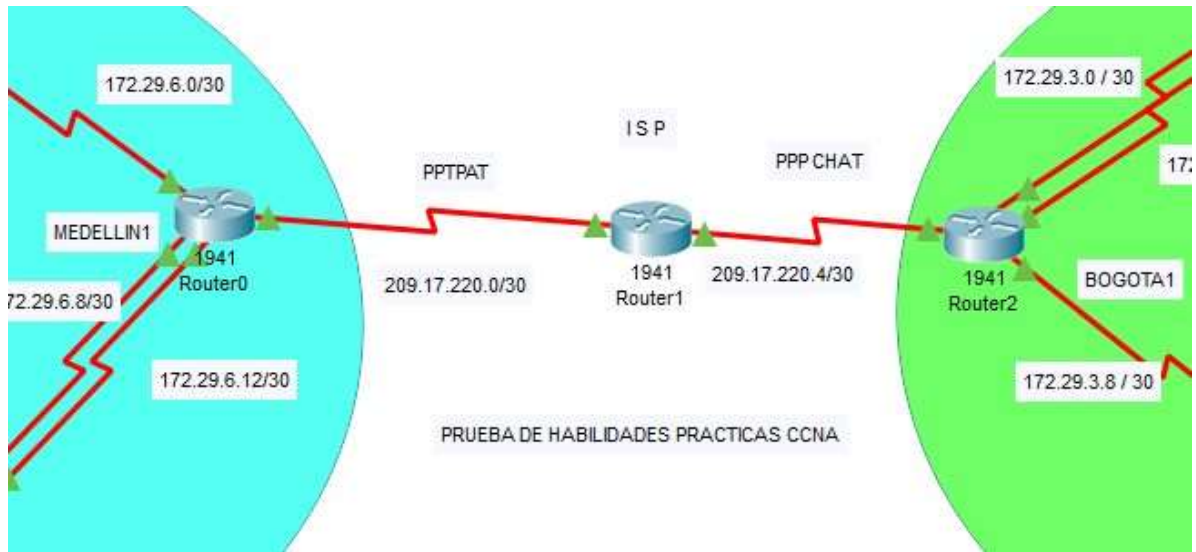 172.29.6.0/30
172.29.3.0 / 30
I S P
PPTPAT
PPP CHAT
172
MEDELLIN1
1941
Router0
209.17.220.0/30
1941
Router1
209.17.220.4/30
1941
Router2
BOGOTA1
72.29.6.8/30
172.29.6.12/30
172.29.3.8 / 30
PRUEBA DE HABILIDADES PRACTICAS CCNA